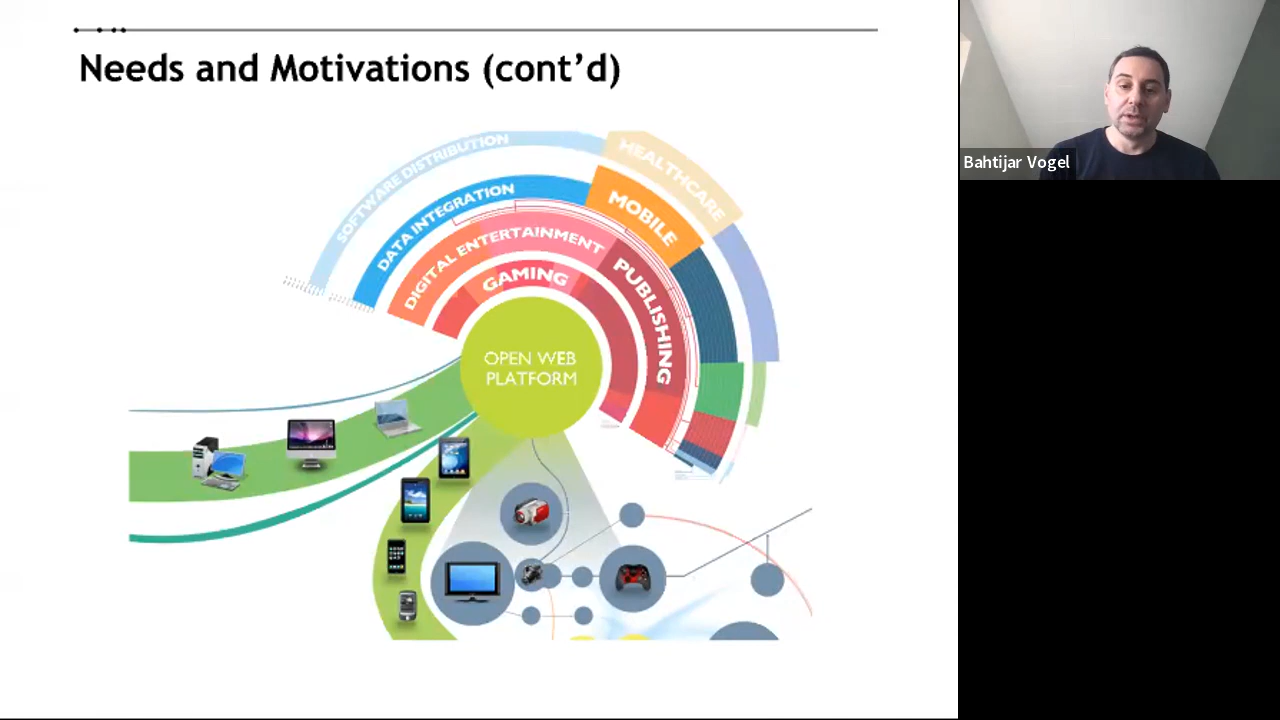 Needs and Motivations (cont'd)
Bahtijar Vogel
SOFTWARE DISTRIBUTION
HEALTHCARE
DATA INTEGRATION
MOBILE
DIGITAL ENTERTAINMENT
PUBLISHING
GAMING
OPEN WEB
PLATFORM